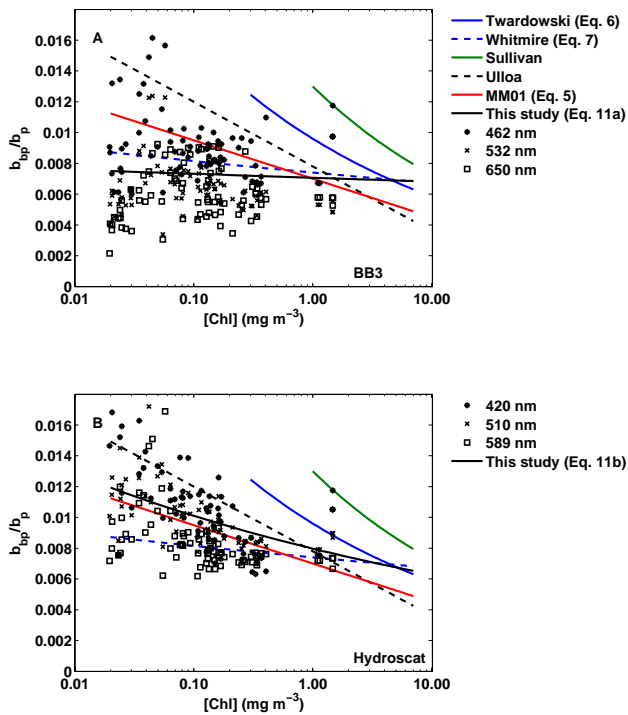 A
0.016
0.014
0.012
0.01
0.008
0.006
0.004
0.002
0
b_bp/b_p
0.01 0.10 1.00 10.00
[Chl] (mg m⁻³)
BB3
Twardowski (Eq. 6)
Whitmire (Eq. 7)
Sullivan
Ulloa
MM01 (Eq. 5)
This study (Eq. 11a)
462 nm
532 nm
650 nm
B
0.016
0.014
0.012
0.01
0.008
0.006
0.004
0.002
0
b_bp/b_p
0.01 0.10 1.00 10.00
[Chl] (mg m⁻³)
Hydroscat
420 nm
510 nm
589 nm
This study (Eq. 11b)